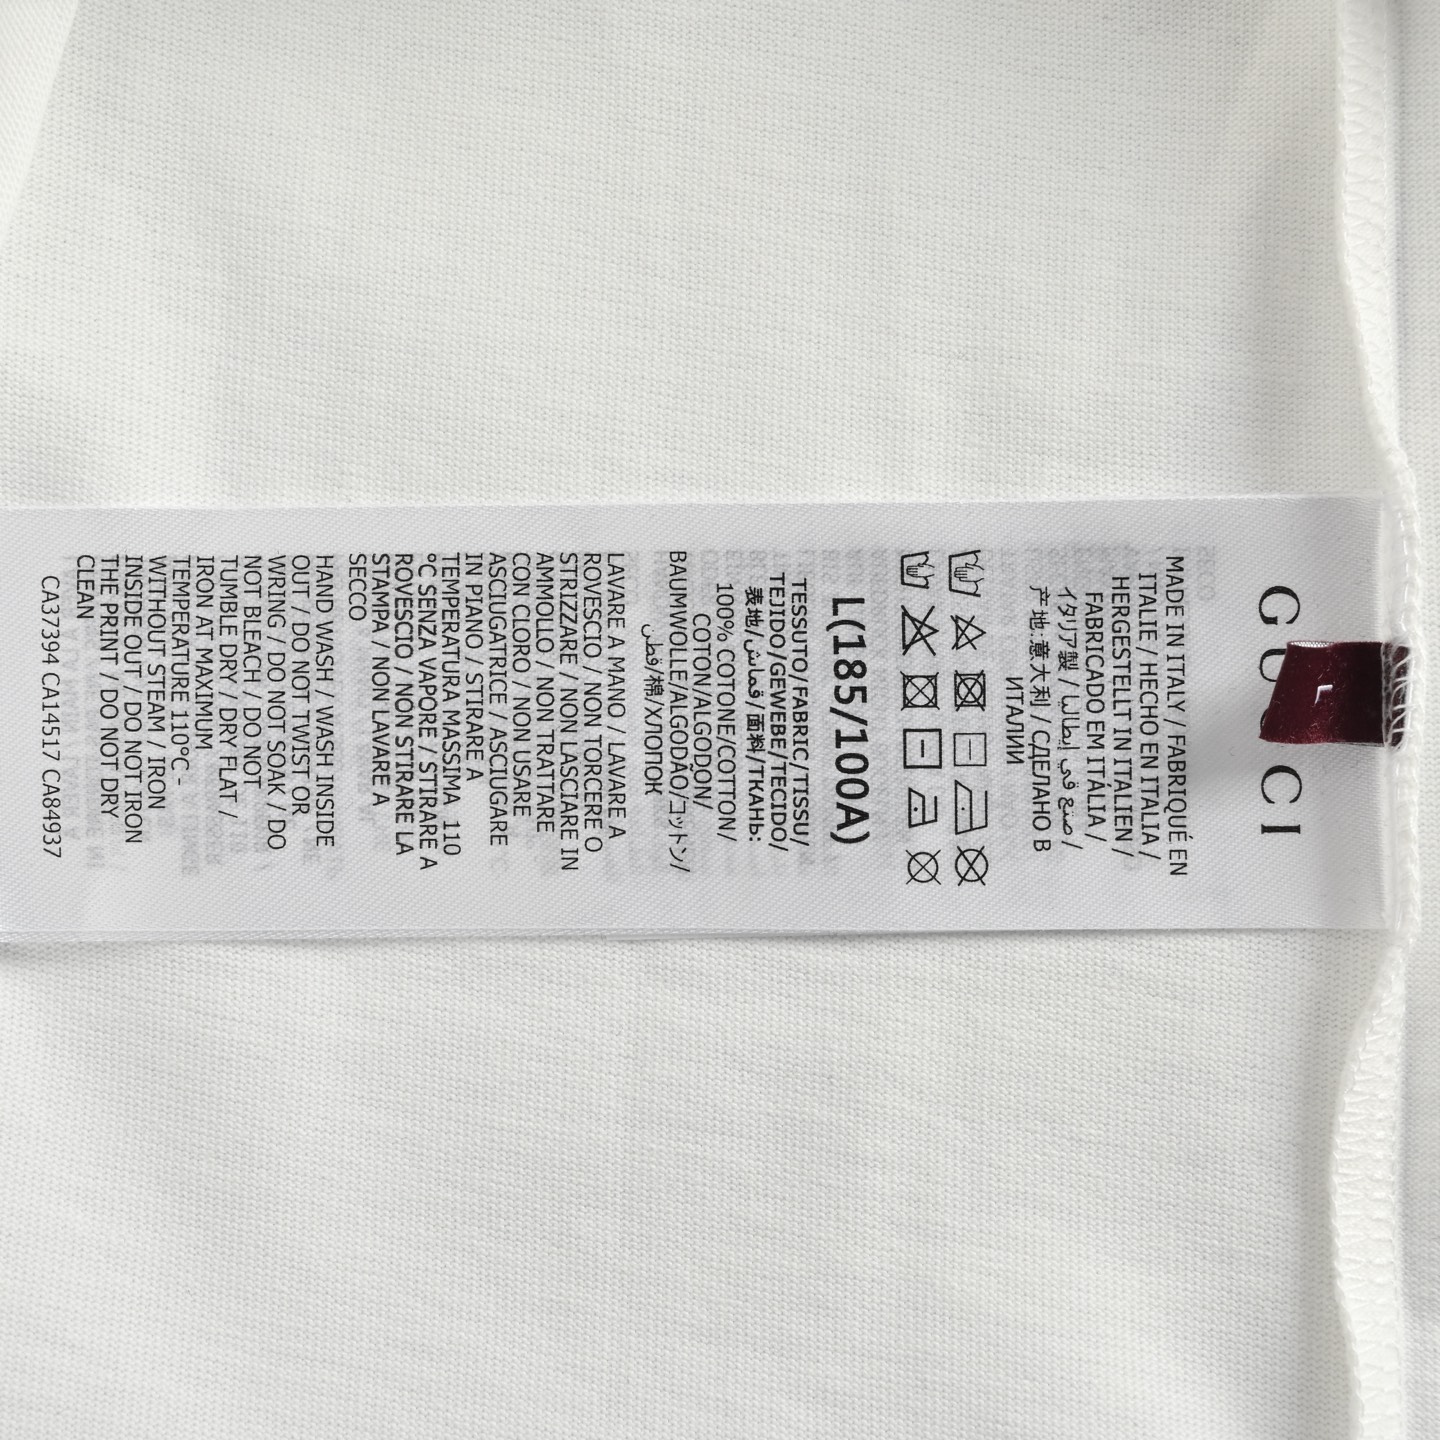 GUCCI
L
MADE IN ITALY / FABRIQUÉ EN
ITALIE / HECHO EN ITALIA /
HERGESTELLT IN ITALIEN /
FABRICADO EM ITÁLIA /
イタリア製 / صنع في إيطاليا /
产地:意大利 / СДЕЛАНО В
ИТАЛИИ
L(185/100A)
TESSUTO/FABRIC/TISSU/
TEJIDO/GEWEBE/TECIDO/
表地/قماش/面料/ТКАНЬ:
100% COTONE/COTTON/
COTON/ALGODÓN/
BAUMWOLLE/ALGODÃO/コットン/
قطن/棉/ХЛОПОК
LAVARE A MANO / LAVARE A
ROVESCIO / NON TORCERE O
STRIZZARE / NON LASCIARE IN
AMMOLLO / NON TRATTARE
CON CLORO / NON USARE
ASCIUGATRICE / ASCIUGARE
IN PIANO / STIRARE A
TEMPERATURA MASSIMA 110
°C SENZA VAPORE / STIRARE A
ROVESCIO / NON STIRARE LA
STAMPA / NON LAVARE A
SECCO
HAND WASH / WASH INSIDE
OUT / DO NOT TWIST OR
WRING / DO NOT SOAK / DO
NOT BLEACH / DO NOT
TUMBLE DRY / DRY FLAT /
IRON AT MAXIMUM
TEMPERATURE 110°C -
WITHOUT STEAM / IRON
INSIDE OUT / DO NOT IRON
THE PRINT / DO NOT DRY
CLEAN
CA37394 CA14517 CA84937